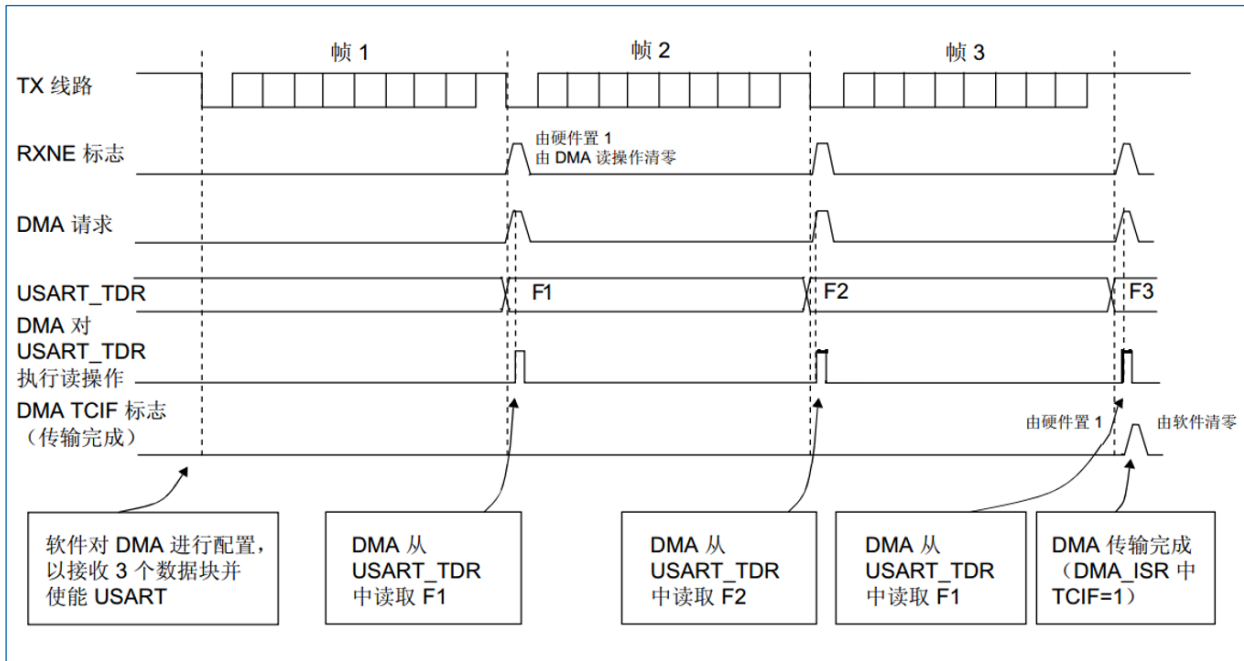 帧 1
帧 2
帧 3
TX 线路
RXNE 标志
由硬件置 1
由 DMA 读操作清零
DMA 请求
USART_TDR
F1
F2
F3
DMA 对
USART_TDR
执行读操作
DMA TCIF 标志
（传输完成）
由硬件置 1
由软件清零
软件对 DMA 进行配置，
以接收 3 个数据块并
使能 USART
DMA 从
USART_TDR
中读取 F1
DMA 从
USART_TDR
中读取 F2
DMA 从
USART_TDR
中读取 F1
DMA 传输完成
（DMA_ISR 中
TCIF=1）